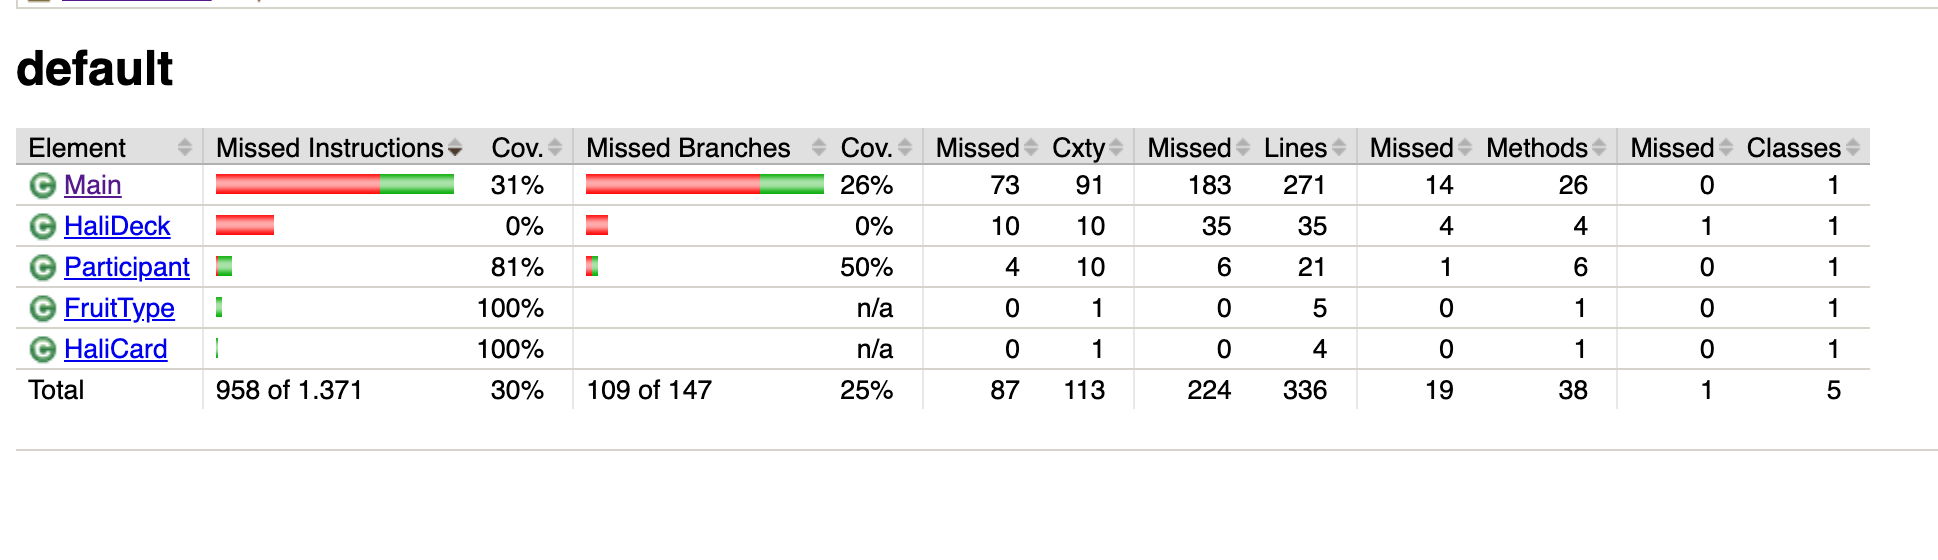 default
Element Missed Instructions Cov. Missed Branches Cov. Missed Cxty Missed Lines Missed Methods Missed Classes
Main 31% 26% 73 91 183 271 14 26 0 1
HaliDeck 0% 0% 10 10 35 35 4 4 1 1
Participant 81% 50% 4 10 6 21 1 6 0 1
FruitType 100% n/a 0 1 0 5 0 1 0 1
HaliCard 100% n/a 0 1 0 4 0 1 0 1
Total 958 of 1.371 30% 109 of 147 25% 87 113 224 336 19 38 1 5